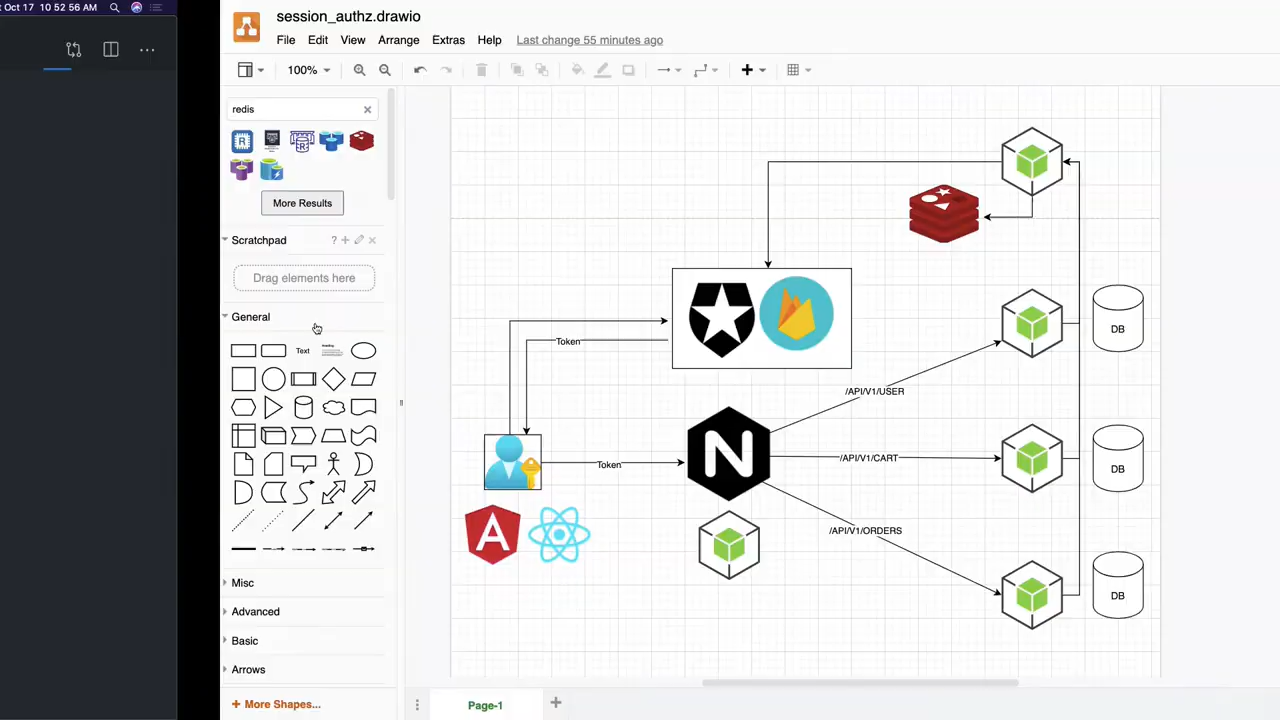 t Oct 17 10 52 56 AM
session_authz.drawio
File Edit View Arrange Extras Help Last change 55 minutes ago
100%
redis
More Results
Scratchpad
?
Drag elements here
General
Text
Misc
Advanced
Basic
Arrows
+ More Shapes...
Page-1
Token
Token
/API/V1/USER
/API/V1/CART
/API/V1/ORDERS
DB
DB
DB
N
A
R